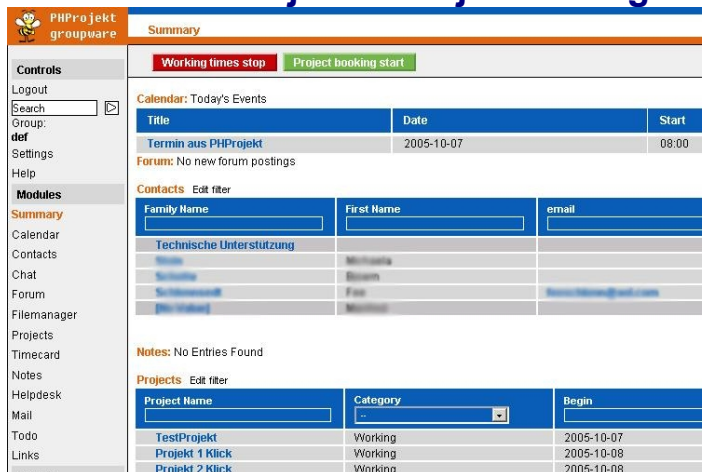 PHProjekt
groupware
Summary
Controls
Logout
Search
Group:
def
Settings
Help
Modules
Summary
Calendar
Contacts
Chat
Forum
Filemanager
Projects
Timecard
Notes
Helpdesk
Mail
Todo
Links
Working times stop Project booking start
Calendar: Today's Events
Title Date Start
Termin aus PHProjekt 2005-10-07 08:00
Forum: No new forum postings
Contacts Edit filter
Family Name First Name email
Technische Unterstützung
Notes: No Entries Found
Projects Edit filter
Project Name Category Begin
--
TestProjekt Working 2005-10-07
Projekt 1 Klick Working 2005-10-08
Projekt 2 Klick Working 2005-10-08